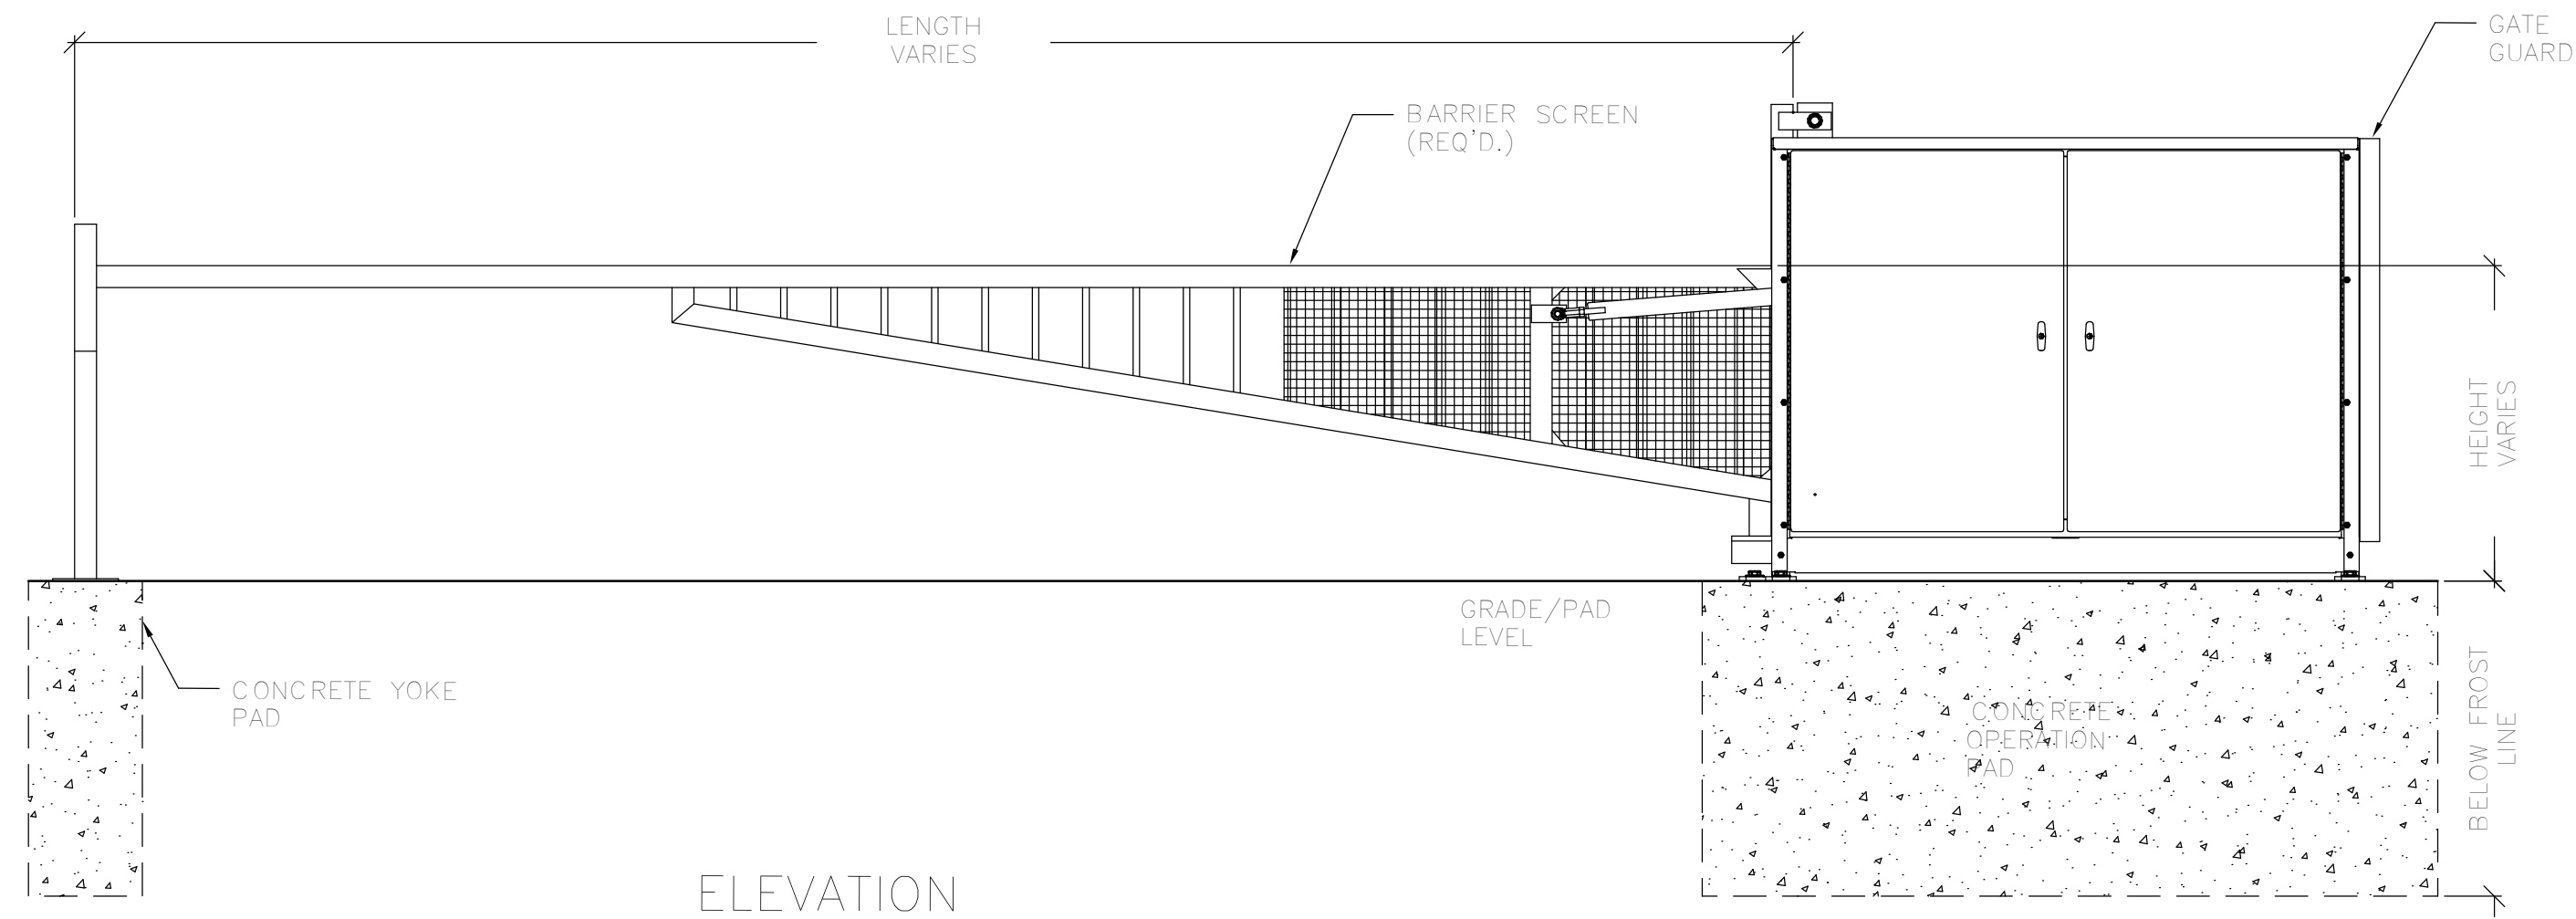 LENGTH
VARIES
GATE
GUARD
BARRIER SCREEN
(REQ'D.)
HEIGHT
VARIES
GRADE/PAD
LEVEL
CONCRETE YOKE
PAD
CONCRETE
OPERATION
PAD
BELOW FROST
LINE
ELEVATION